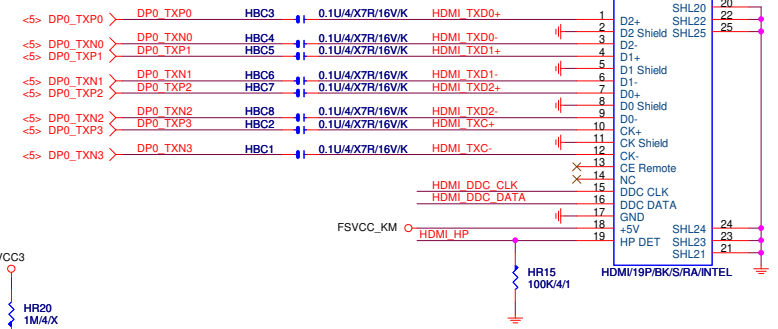 20
SHL20
<5> DP0_TXP0 DP0_TXP0 HBC3 0.1U/4/X7R/16V/K HDMI_TXD0+ 1 D2+ SHL22 22
2 D2 Shield SHL25 25
<5> DP0_TXN0 DP0_TXN0 HBC4 0.1U/4/X7R/16V/K HDMI_TXD0- 3 D2-
<5> DP0_TXP1 DP0_TXP1 HBC5 0.1U/4/X7R/16V/K HDMI_TXD1+ 4 D1+
5 D1 Shield
<5> DP0_TXN1 DP0_TXN1 HBC6 0.1U/4/X7R/16V/K HDMI_TXD1- 6 D1-
<5> DP0_TXP2 DP0_TXP2 HBC7 0.1U/4/X7R/16V/K HDMI_TXD2+ 7 D0+
8 D0 Shield
<5> DP0_TXN2 DP0_TXN2 HBC8 0.1U/4/X7R/16V/K HDMI_TXD2- 9 D0-
<5> DP0_TXP3 DP0_TXP3 HBC2 0.1U/4/X7R/16V/K HDMI_TXC+ 10 CK+
11 CK Shield
<5> DP0_TXN3 DP0_TXN3 HBC1 0.1U/4/X7R/16V/K HDMI_TXC- 12 CK-
13 CE Remote
14 NC
HDMI_DDC_CLK 15 DDC CLK
HDMI_DDC_DATA 16 DDC DATA
17 GND
FSVCC_KM 18 +5V SHL24 24
HDMI_HP 19 HP DET SHL23 23
SHL21 21
VCC3
HR15
100K/4/1
HDMI/19P/BK/S/RA/INTEL
HR20
1M/4/X